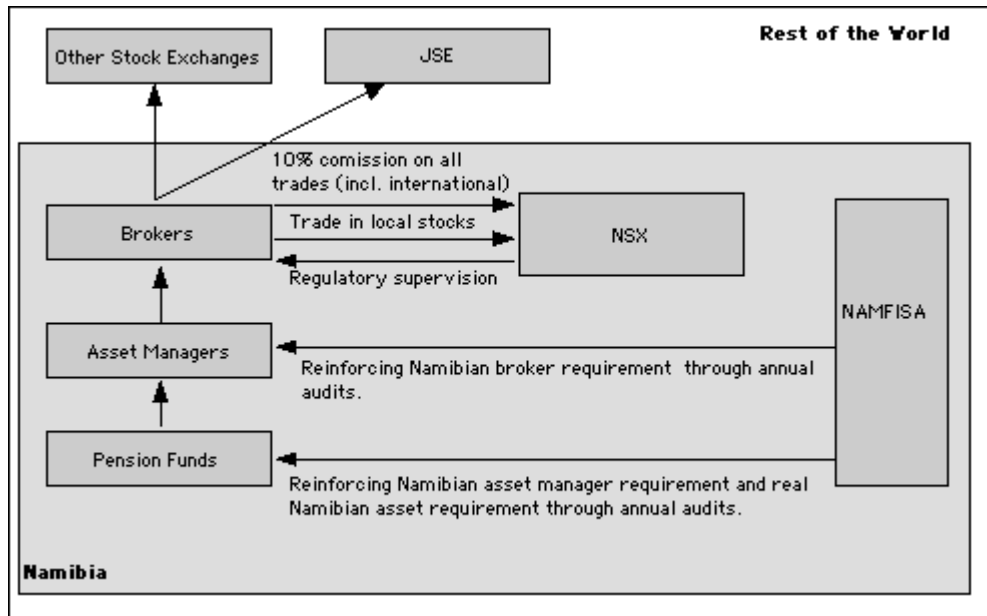 Rest of the World
Other Stock Exchanges
JSE
10% comission on all
trades (incl. international)
Brokers
Trade in local stocks
NSX
Regulatory supervision
NAMFISA
Asset Managers
Reinforcing Namibian broker requirement through annual
audits.
Pension Funds
Reinforcing Namibian asset manager requirement and real
Namibian asset requirement through annual audits.
Namibia